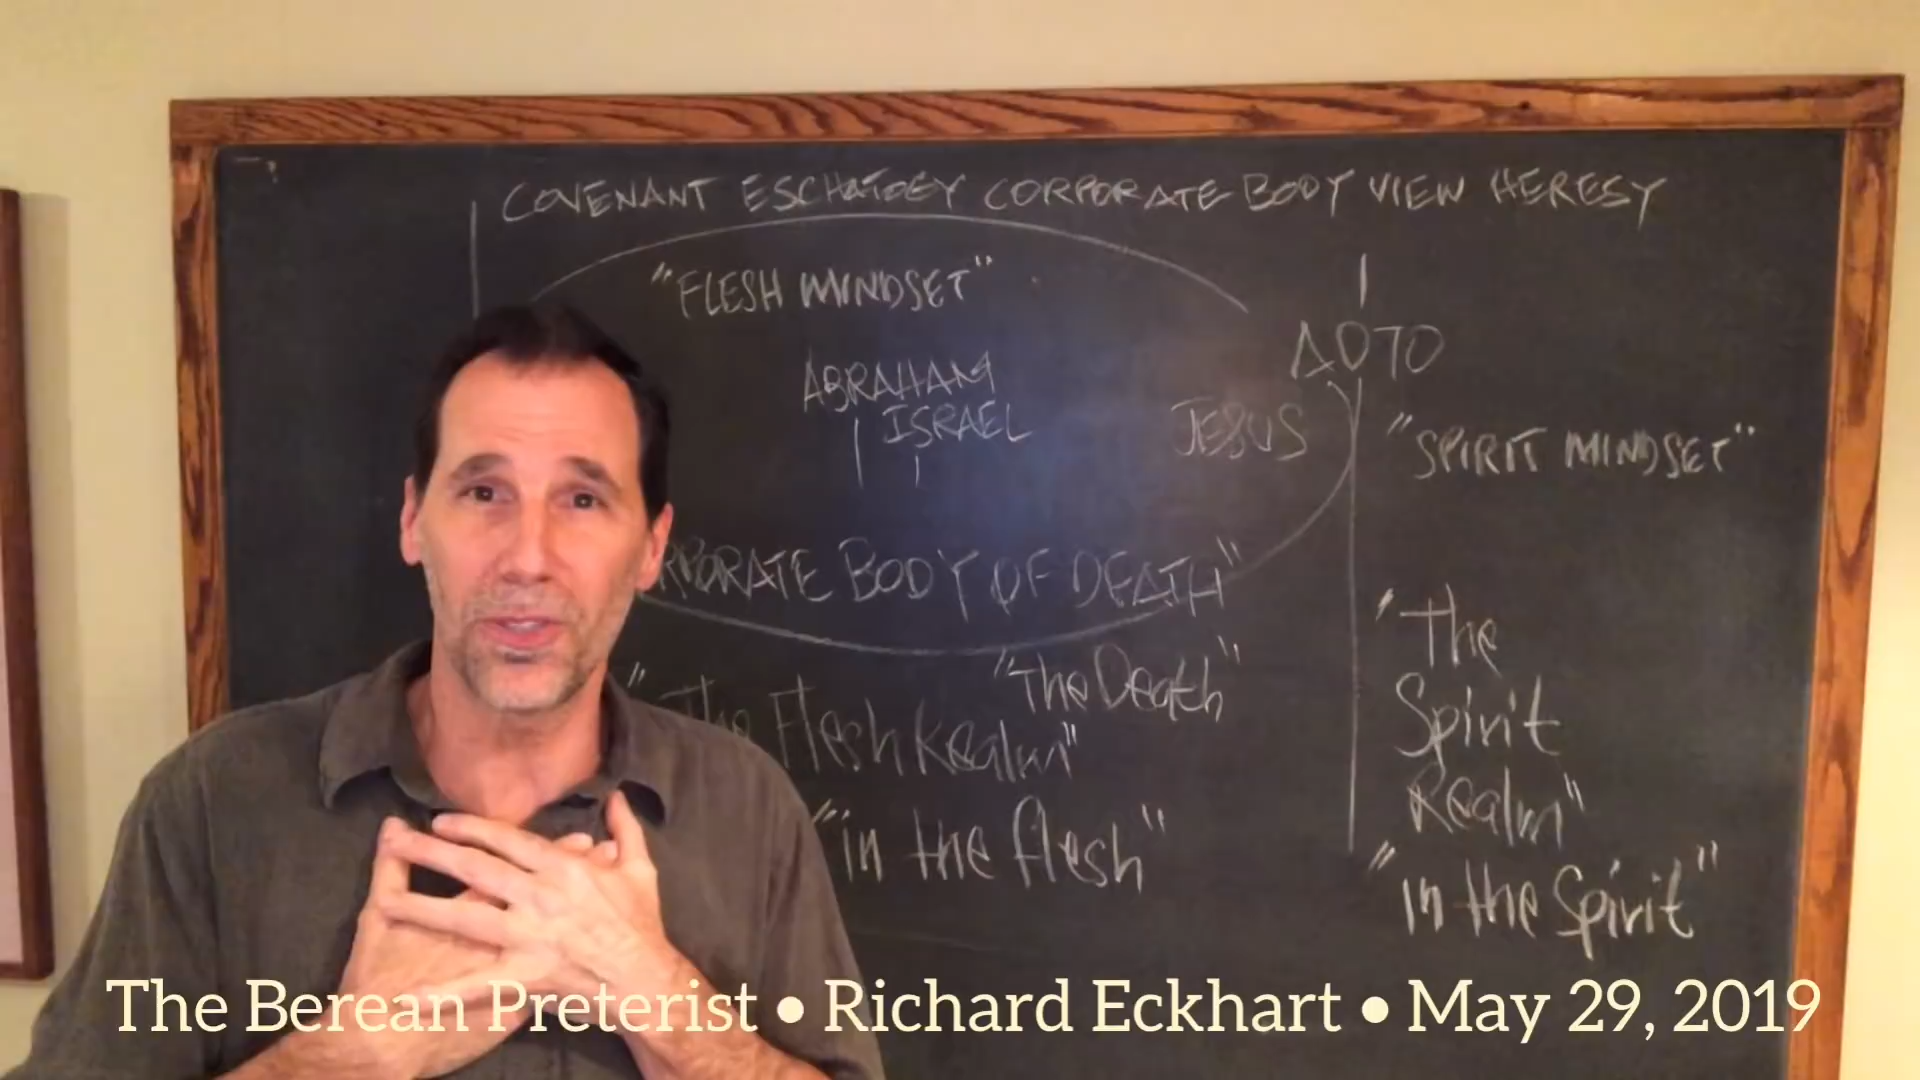 COVENANT ESCHATOLOGY CORPORATE BODY VIEW HERESY
"FLESH MINDSET"
ABRAHAM
ISRAEL
JESUS
AD70
"SPIRIT MINDSET"
RPORATE BODY OF DEATH"
"The Death"
"The Flesh Realm"
"in the flesh"
"The
Spirit
Realm"
"in the Spirit"
The Berean Preterist • Richard Eckhart • May 29, 2019